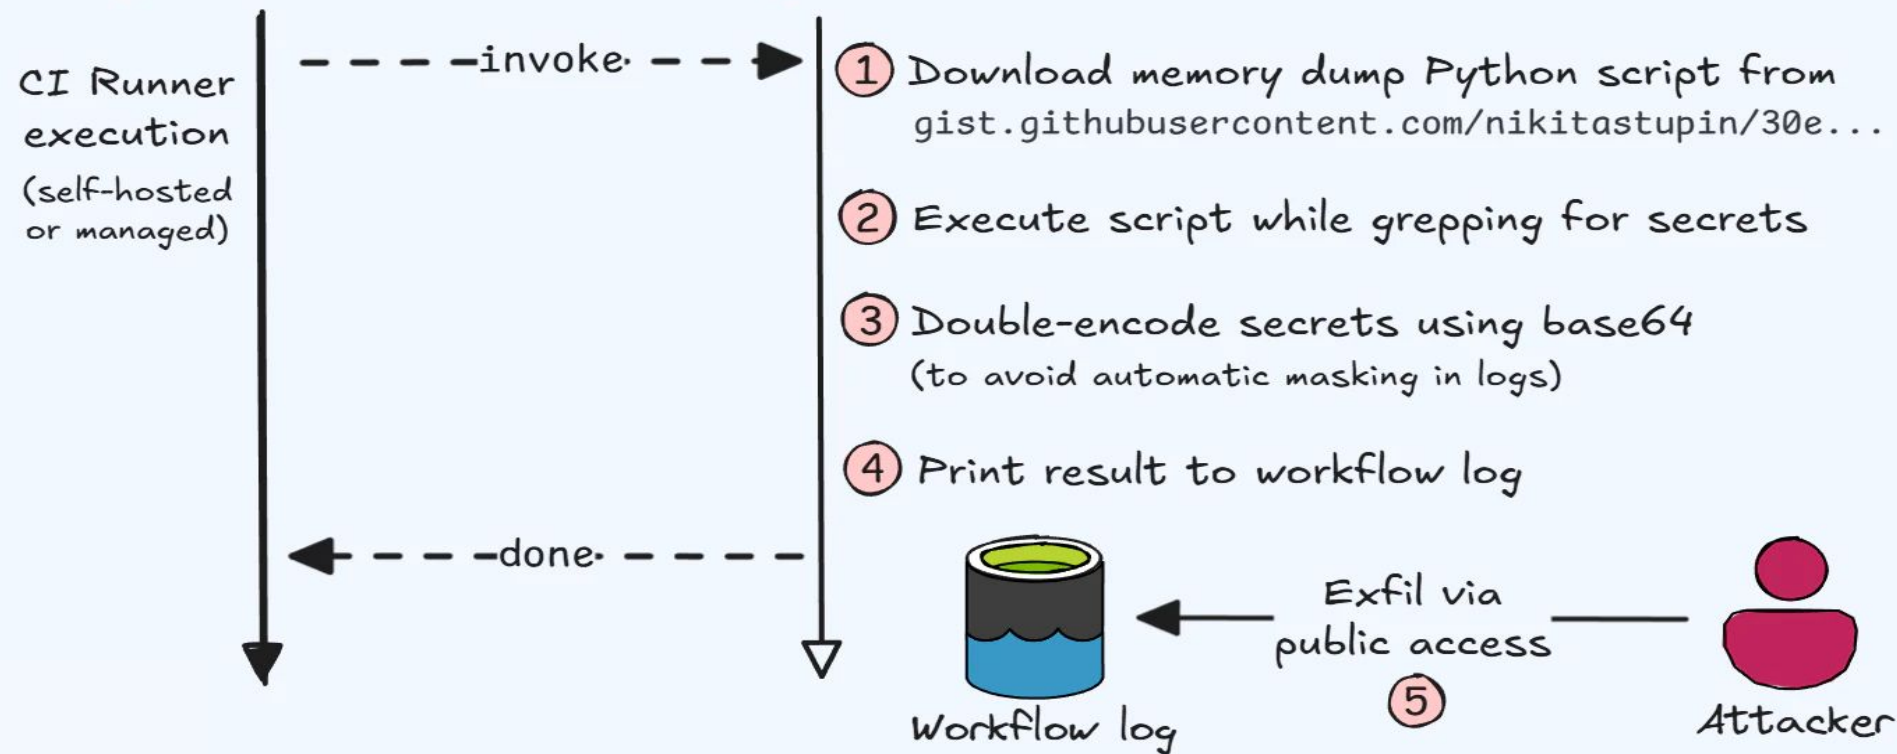 CI Runner
execution
(self-hosted
or managed)
invoke
1 Download memory dump Python script from
gist.githubusercontent.com/nikitastupin/30e...
2 Execute script while grepping for secrets
3 Double-encode secrets using base64
(to avoid automatic masking in logs)
4 Print result to workflow log
done
Exfil via
public access
5
Workflow log
Attacker